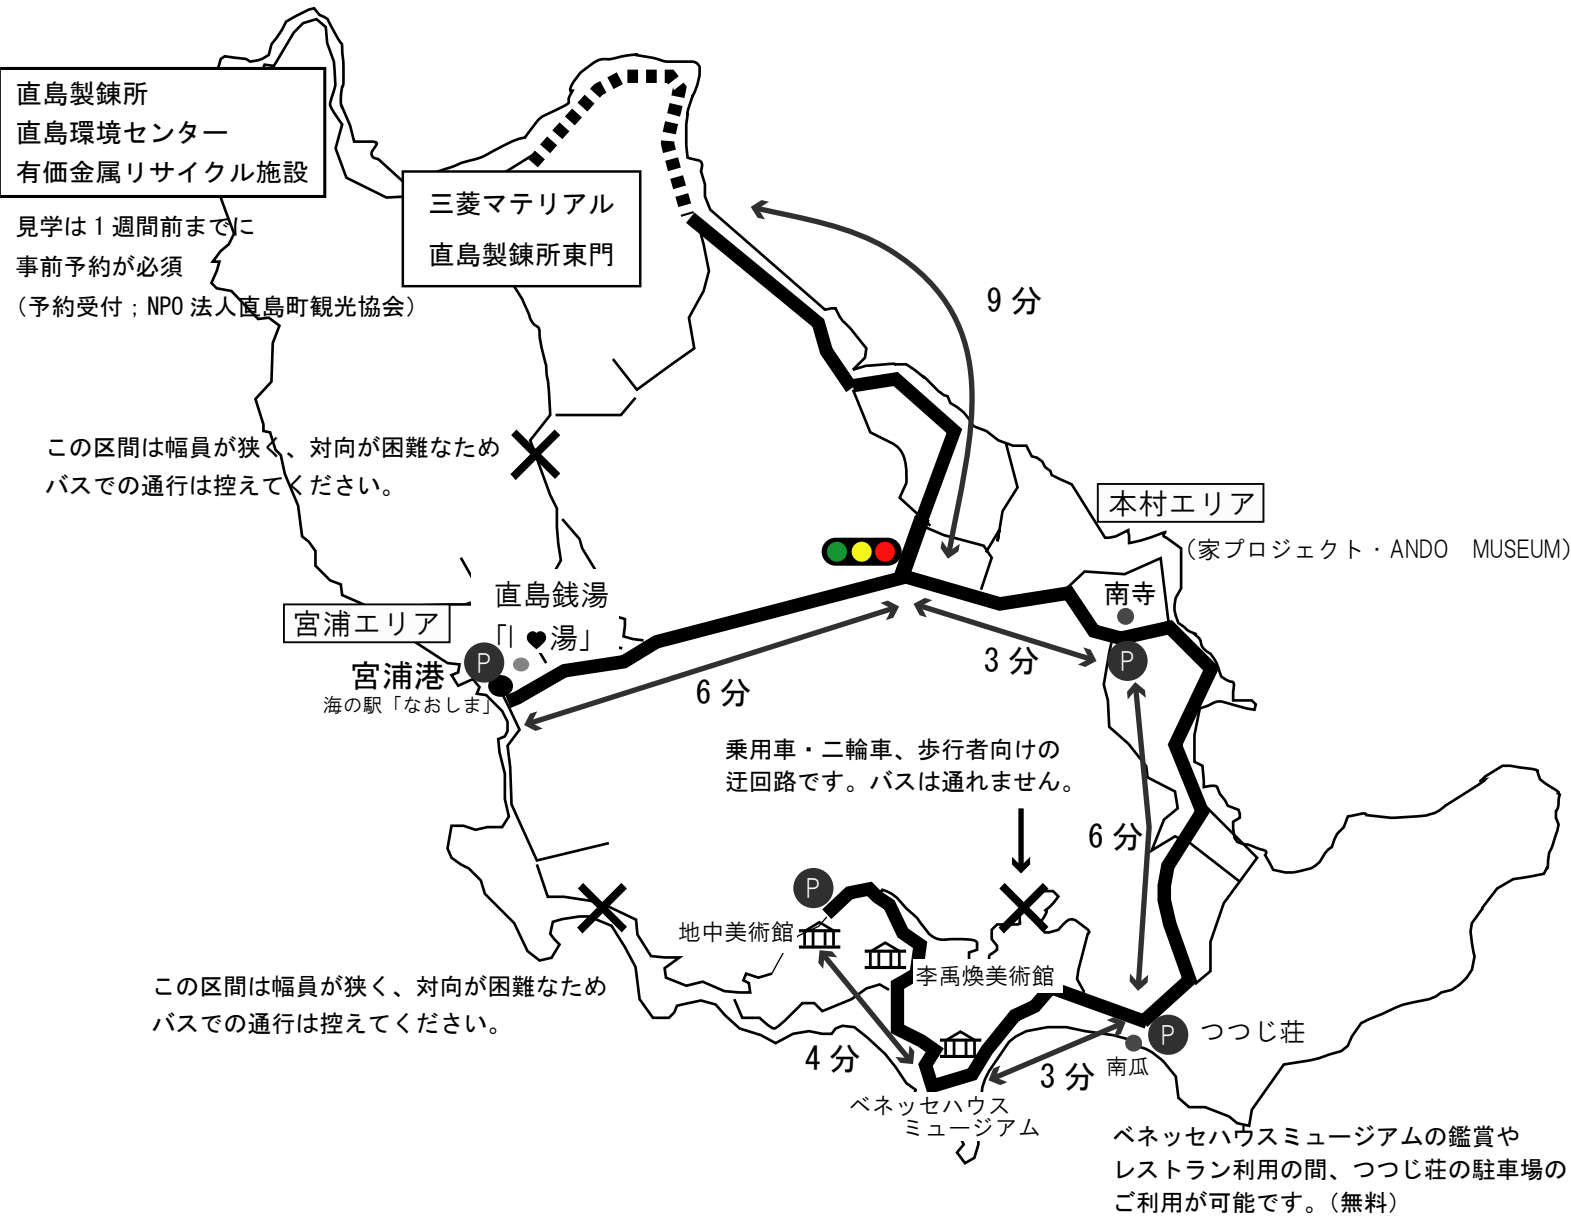 直島製錬所
直島環境センター
有価金属リサイクル施設
見学は1週間前までに
事前予約が必須
(予約受付;NPO法人直島町観光協会)
三菱マテリアル
直島製錬所東門
9分
この区間は幅員が狭く、対向が困難なため
バスでの通行は控えてください。
本村エリア
(家プロジェクト・ANDO MUSEUM)
南寺
P
直島銭湯
「I♥湯」
宮浦エリア
P
宮浦港
海の駅「なおしま」
6分
3分
乗用車・二輪車、歩行者向けの
迂回路です。バスは通れません。
6分
P
地中美術館
李禹煥美術館
この区間は幅員が狭く、対向が困難なため
バスでの通行は控えてください。
4分
3分
P
つつじ荘
南瓜
ベネッセハウス
ミュージアム
ベネッセハウスミュージアムの鑑賞や
レストラン利用の間、つつじ荘の駐車場の
ご利用が可能です。(無料)